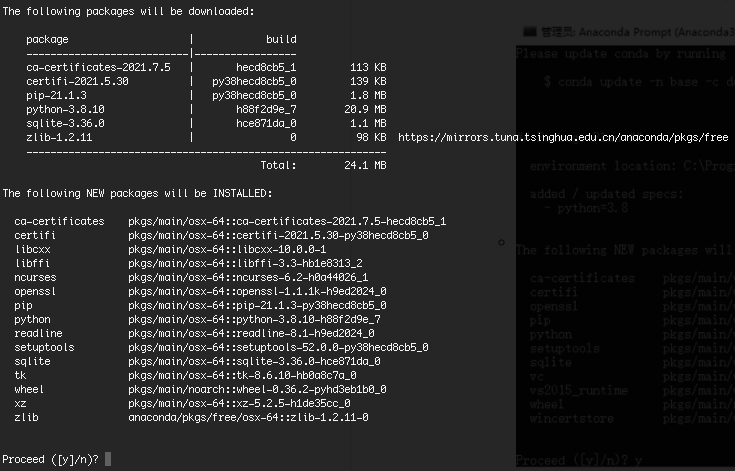 The following packages will be downloaded:
package | build
---------------------------|-----------------
ca-certificates-2021.7.5 | hecd8cb5_1 113 KB
certifi-2021.5.30 | py38hecd8cb5_0 139 KB
pip-21.1.3 | py38hecd8cb5_0 1.8 MB
python-3.8.10 | h88f2d9e_7 20.9 MB
sqlite-3.36.0 | hce871da_0 1.1 MB
zlib-1.2.11 | 0 98 KB https://mirrors.tuna.tsinghua.edu.cn/anaconda/pkgs/free
------------------------------------------------------------
Total: 24.1 MB
The following NEW packages will be INSTALLED:
ca-certificates pkgs/main/osx-64::ca-certificates-2021.7.5-hecd8cb5_1
certifi pkgs/main/osx-64::certifi-2021.5.30-py38hecd8cb5_0
libcxx pkgs/main/osx-64::libcxx-10.0.0-1
libffi pkgs/main/osx-64::libffi-3.3-hb1e8313_2
ncurses pkgs/main/osx-64::ncurses-6.2-h0a44026_1
openssl pkgs/main/osx-64::openssl-1.1.1k-h9ed2024_0
pip pkgs/main/osx-64::pip-21.1.3-py38hecd8cb5_0
python pkgs/main/osx-64::python-3.8.10-h88f2d9e_7
readline pkgs/main/osx-64::readline-8.1-h9ed2024_0
setuptools pkgs/main/osx-64::setuptools-52.0.0-py38hecd8cb5_0
sqlite pkgs/main/osx-64::sqlite-3.36.0-hce871da_0
tk pkgs/main/osx-64::tk-8.6.10-hb0a8c7a_0
wheel pkgs/main/noarch::wheel-0.36.2-pyhd3eb1b0_0
xz pkgs/main/osx-64::xz-5.2.5-h1de35cc_0
zlib anaconda/pkgs/free/osx-64::zlib-1.2.11-0
Proceed ([y]/n)?
管理员: Anaconda Prompt (Anaconda3
Please update conda by running
$ conda update -n base -c d
environment location: C:\Prog
added / updated specs:
- python=3.8
The following NEW packages will
ca-certificates pkgs/main/
certifi pkgs/main/
openssl pkgs/main/
pip pkgs/main/
python pkgs/main/
setuptools pkgs/main/
sqlite pkgs/main/
vc pkgs/main/
vs2015_runtime pkgs/main/
wheel pkgs/main/
wincertstore pkgs/main/
Proceed ([y]/n)? y